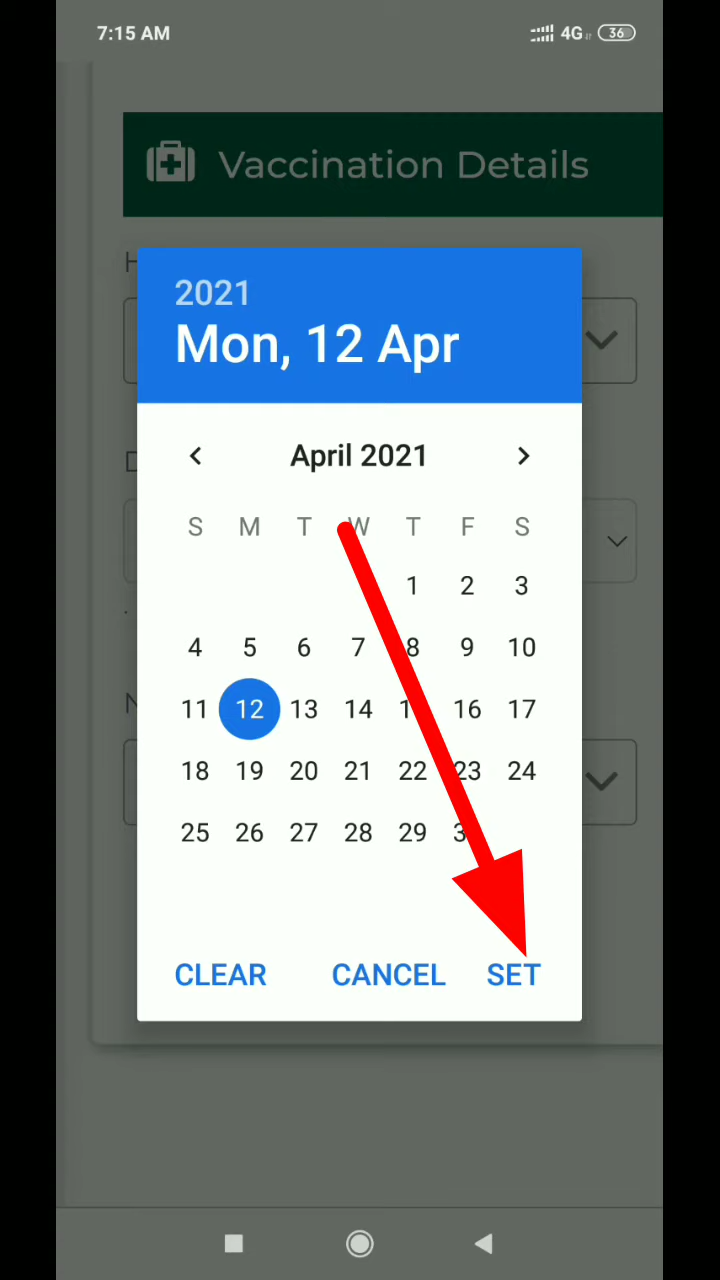 7:15 AM 4G 36
Vaccination Details
H
2021
Mon, 12 Apr
April 2021
D
S M T W T F S
1 2 3
4 5 6 7 8 9 10
N
11 12 13 14 16 17
18 19 20 21 22 23 24
25 26 27 28 29
CLEAR CANCEL SET